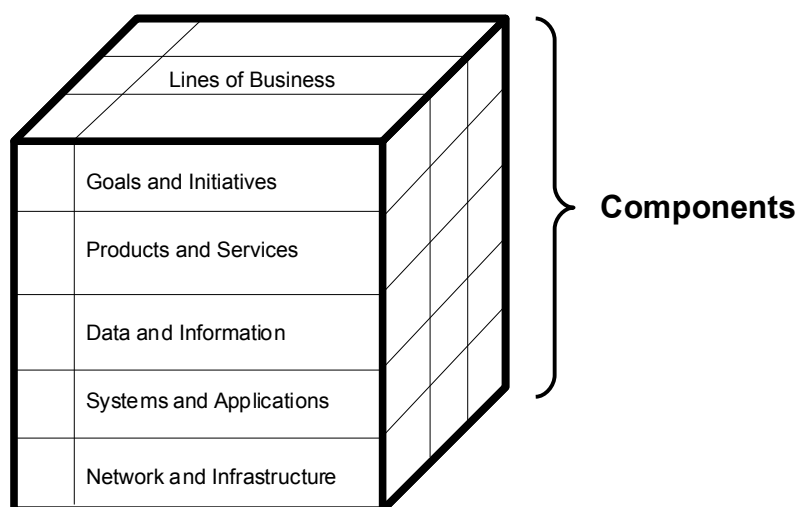 Lines of Business
Goals and Initiatives
Products and Services
Components
Data and Information
Systems and Applications
Network and Infrastructure